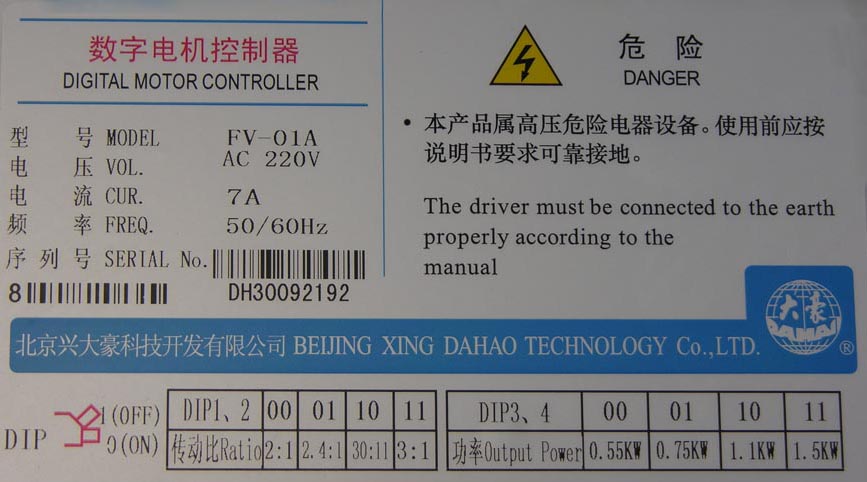 数字电机控制器
DIGITAL MOTOR CONTROLLER
型 号 MODEL FV-01A
电 压 VOL. AC 220V
电 流 CUR. 7A
频 率 FREQ. 50/60Hz
序 列 号 SERIAL No.
8
DH30092192
危 险
DANGER
• 本产品属高压危险电器设备。使用前应按
说明书要求可靠接地。
The driver must be connected to the earth
properly according to the
manual
大豪
DAHAO
®
北京兴大豪科技开发有限公司 BEIJING XING DAHAO TECHNOLOGY Co.,LTD.
DIP
1(OFF)
0(ON)
DIP1、2 00 01 10 11
传动比Ratio 2:1 2.4:1 30:11 3:1
DIP3、4 00 01 10 11
功率Output Power 0.55KW 0.75KW 1.1KW 1.5KW